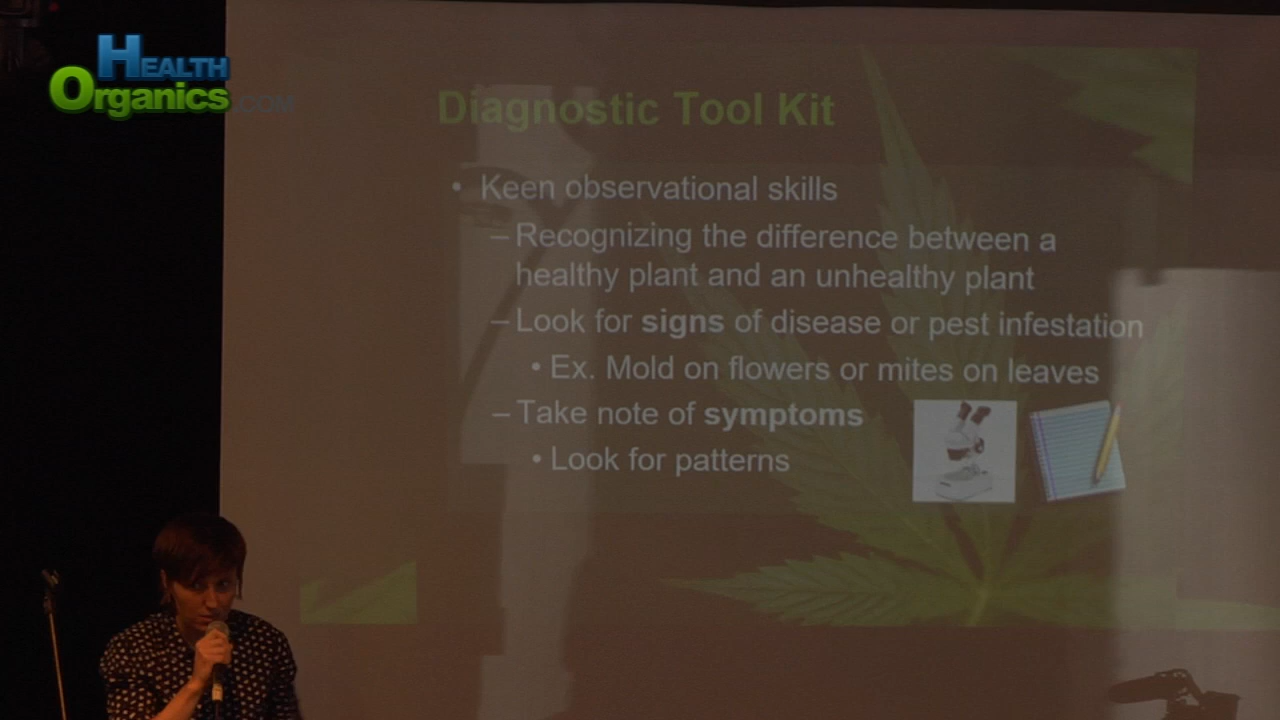 Health
Organics.com
Diagnostic Tool Kit
• Keen observational skills
– Recognizing the difference between a
healthy plant and an unhealthy plant
– Look for signs of disease or pest infestation
• Ex. Mold on flowers or mites on leaves
– Take note of symptoms
• Look for patterns